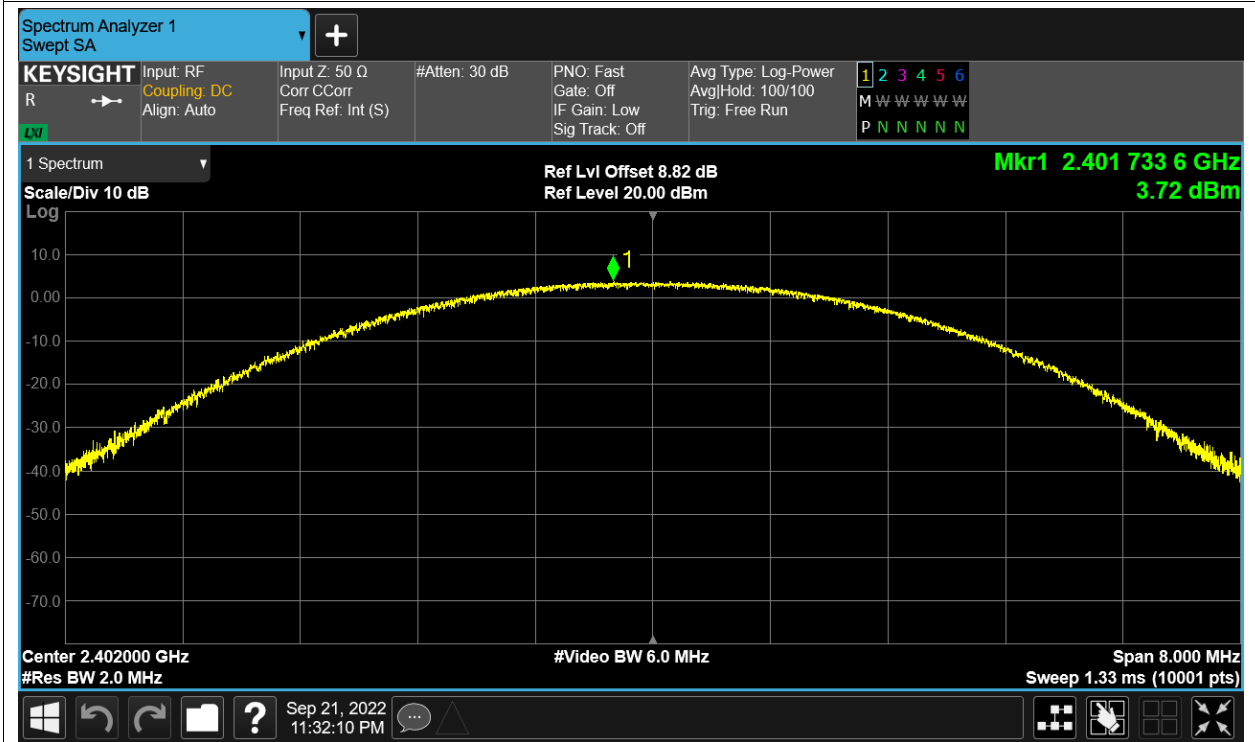 Spectrum Analyzer 1
Swept SA
KEYSIGHT
R
LXI
Input: RF
Coupling: DC
Align: Auto
Input Z: 50 Ω
Corr CCorr
Freq Ref: Int (S)
#Atten: 30 dB
PNO: Fast
Gate: Off
IF Gain: Low
Sig Track: Off
Avg Type: Log-Power
Avg|Hold: 100/100
Trig: Free Run
1 2 3 4 5 6
M W W W W W
P N N N N N
1 Spectrum
Scale/Div 10 dB
Log
Ref Lvl Offset 8.82 dB
Ref Level 20.00 dBm
Mkr1 2.401 733 6 GHz
3.72 dBm
1
10.0
0.00
-10.0
-20.0
-30.0
-40.0
-50.0
-60.0
-70.0
Center 2.402000 GHz
#Res BW 2.0 MHz
#Video BW 6.0 MHz
Span 8.000 MHz
Sweep 1.33 ms (10001 pts)
?
Sep 21, 2022
11:32:10 PM